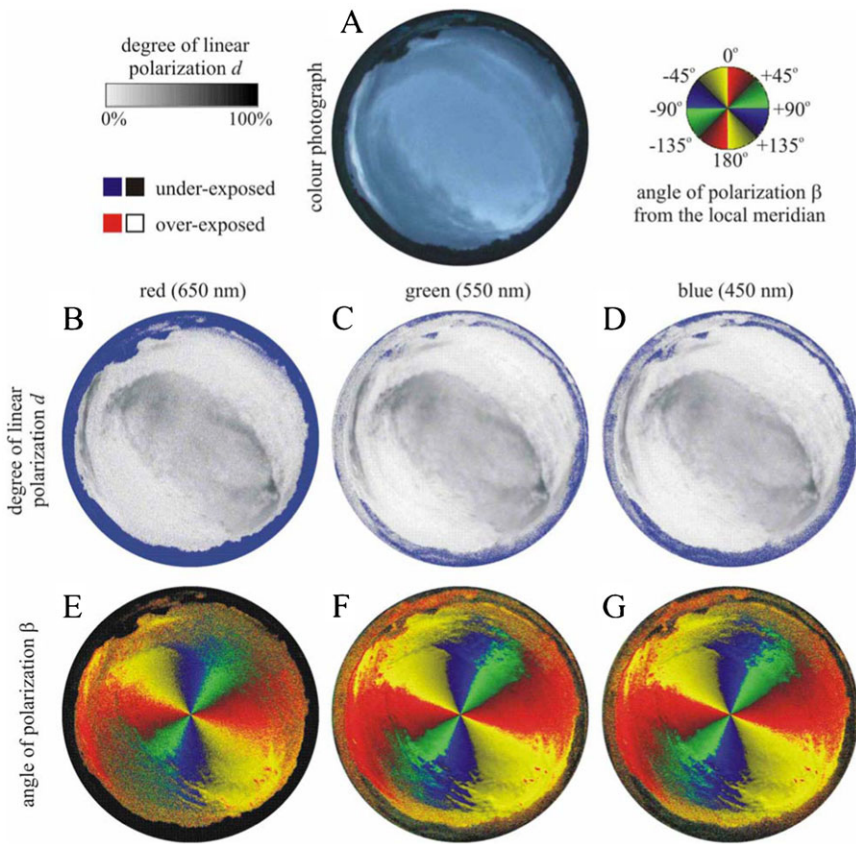 A
degree of linear
polarization d
0%
100%
under-exposed
over-exposed
colour photograph
0°
-45°
+45°
-90°
+90°
-135°
+135°
180°
angle of polarization β
from the local meridian
red (650 nm)
green (550 nm)
blue (450 nm)
B
C
D
degree of linear
polarization d
E
F
G
angle of polarization β